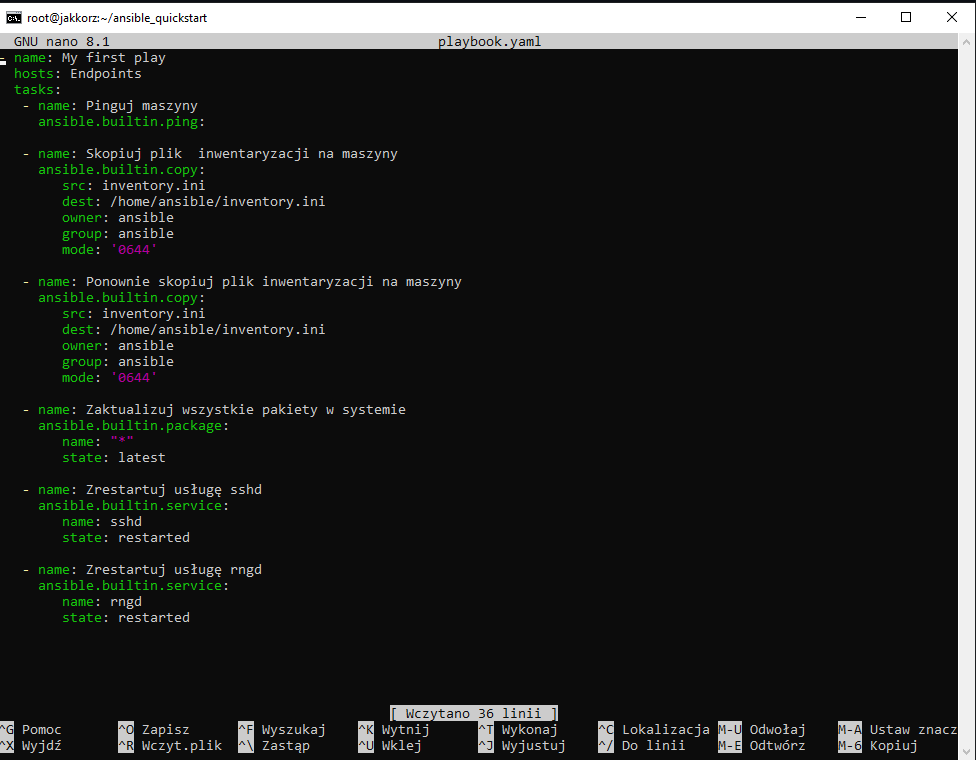 root@jakkorz:~/ansible_quickstart
GNU nano 8.1 playbook.yaml
- name: My first play
  hosts: Endpoints
  tasks:
   - name: Pinguj maszyny
     ansible.builtin.ping:

   - name: Skopiuj plik  inwentaryzacji na maszyny
     ansible.builtin.copy:
        src: inventory.ini
        dest: /home/ansible/inventory.ini
        owner: ansible
        group: ansible
        mode: '0644'

   - name: Ponownie skopiuj plik inwentaryzacji na maszyny
     ansible.builtin.copy:
        src: inventory.ini
        dest: /home/ansible/inventory.ini
        owner: ansible
        group: ansible
        mode: '0644'

   - name: Zaktualizuj wszystkie pakiety w systemie
     ansible.builtin.package:
        name: "*"
        state: latest

   - name: Zrestartuj usługę sshd
     ansible.builtin.service:
        name: sshd
        state: restarted

   - name: Zrestartuj usługę rngd
     ansible.builtin.service:
        name: rngd
        state: restarted

[ Wczytano 36 linii ]
^G Pomoc ^O Zapisz ^F Wyszukaj ^K Wytnij ^T Wykonaj ^C Lokalizacja M-U Odwołaj M-A Ustaw znacz
^X Wyjdź ^R Wczyt.plik ^\ Zastąp ^U Wklej ^J Wyjustuj ^/ Do linii M-E Odtwórz M-6 Kopiuj